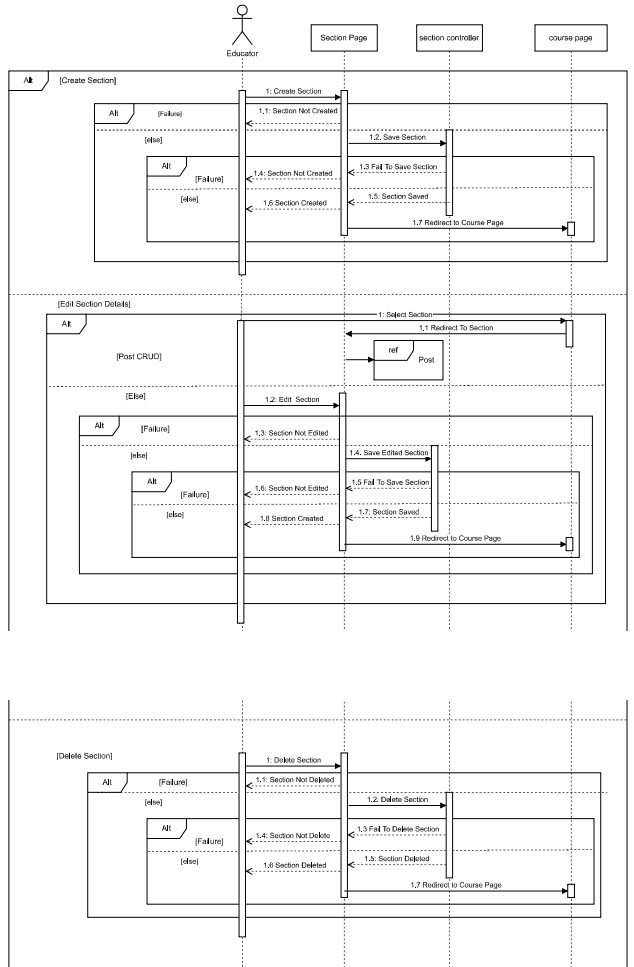 Educator
Section Page
section controller
course page
Alt
[Create Section]
1: Create Section
Alt
[Failure]
1.1: Section Not Created
[else]
1.2. Save Section
Alt
[Failure]
1.3 Fail To Save Section
1.4: Section Not Created
[else]
1.5: Section Saved
1.6 Section Created
1.7 Redirect to Course Page
[Edit Section Details]
Alt
1: Select Section
1.1 Redirect To Section
[Post CRUD]
ref
Post
[Else]
1.2: Edit Section
Alt
[Failure]
1.3: Section Not Edited
[else]
1.4. Save Edited Section
Alt
[Failure]
1.5 Fail To Save Section
1.6: Section Not Edited
[else]
1.7: Section Saved
1.8 Section Created
1.9 Redirect to Course Page
[Delete Section]
1: Delete Section
Alt
[Failure]
1.1: Section Not Deleted
[else]
1.2. Delete Section
Alt
[Failure]
1.3 Fail To Delete Section
1.4: Section Not Delete
[else]
1.5: Section Deleted
1.6 Section Deleted
1.7 Redirect to Course Page